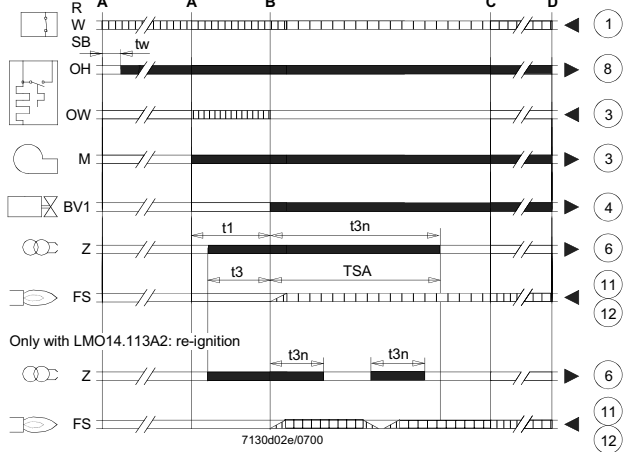 R A A B C D
W 1
SB tw
OH 8
OW 3
M 3
BV1 4
t1 t3n
Z 6
t3 TSA
FS 11
12
Only with LMO14.113A2: re-ignition
t3n t3n
Z 6
FS 11
7130d02e/0700 12